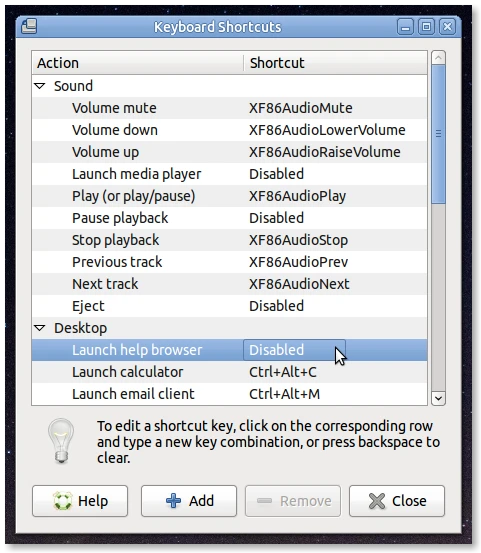 Keyboard Shortcuts
Action Shortcut
Sound
Volume mute XF86AudioMute
Volume down XF86AudioLowerVolume
Volume up XF86AudioRaiseVolume
Launch media player Disabled
Play (or play/pause) XF86AudioPlay
Pause playback Disabled
Stop playback XF86AudioStop
Previous track XF86AudioPrev
Next track XF86AudioNext
Eject Disabled
Desktop
Launch help browser Disabled
Launch calculator Ctrl+Alt+C
Launch email client Ctrl+Alt+M
To edit a shortcut key, click on the corresponding row
and type a new key combination, or press backspace to
clear.
Help Add Remove Close